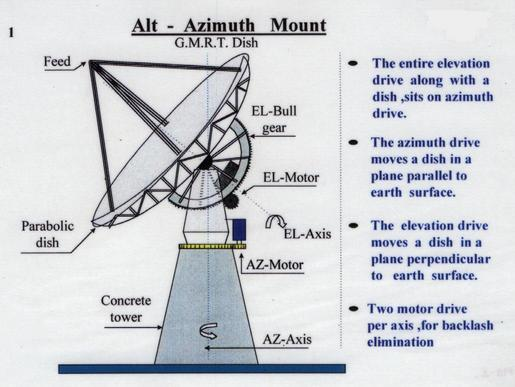 1
Alt - Azimuth Mount
G.M.R.T. Dish
Feed
EL-Bull
gear
EL-Motor
EL-Axis
Parabolic
dish
AZ-Motor
Concrete
tower
AZ-Axis
• The entire elevation
drive along with a
dish ,sits on azimuth
drive.
• The azimuth drive
moves a dish in a
plane parallel to
earth surface.
• The elevation drive
moves a dish in a
plane perpendicular
to earth surface.
• Two motor drive
per axis ,for backlash
elimination